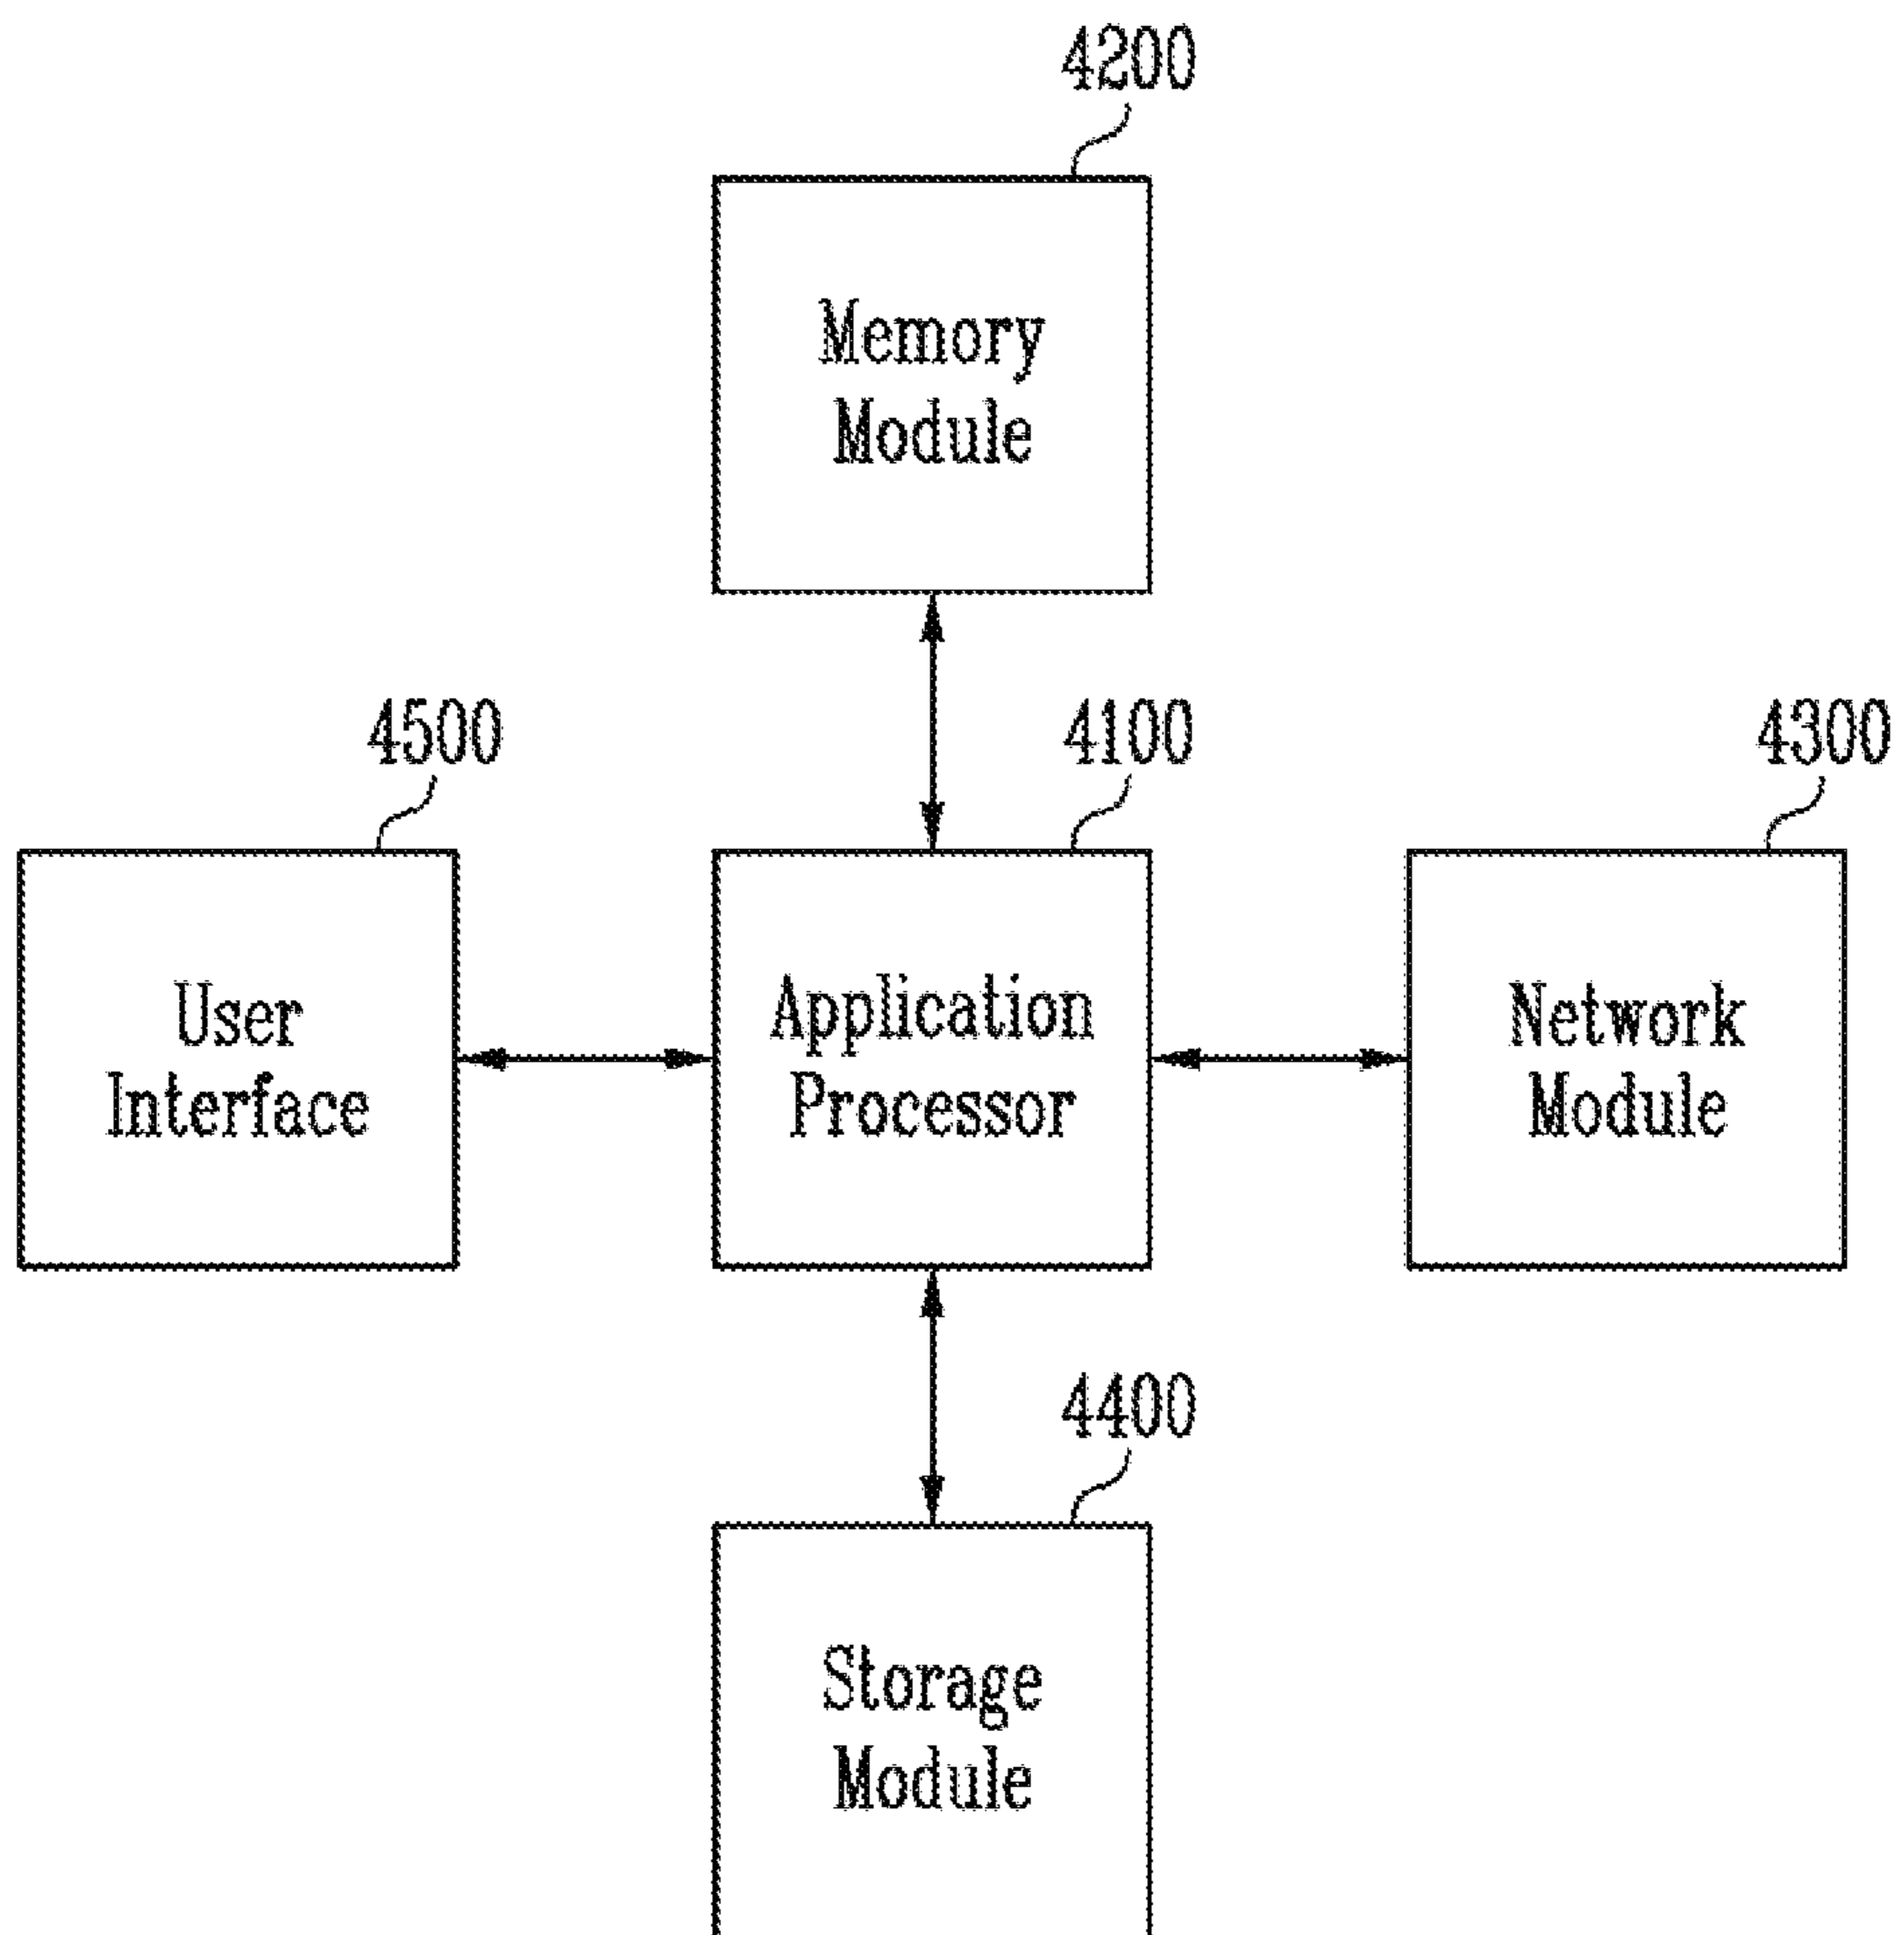 4200
Memory
Module
4500
4100
4300
User
Interface
Application
Processor
Network
Module
4400
Storage
Module